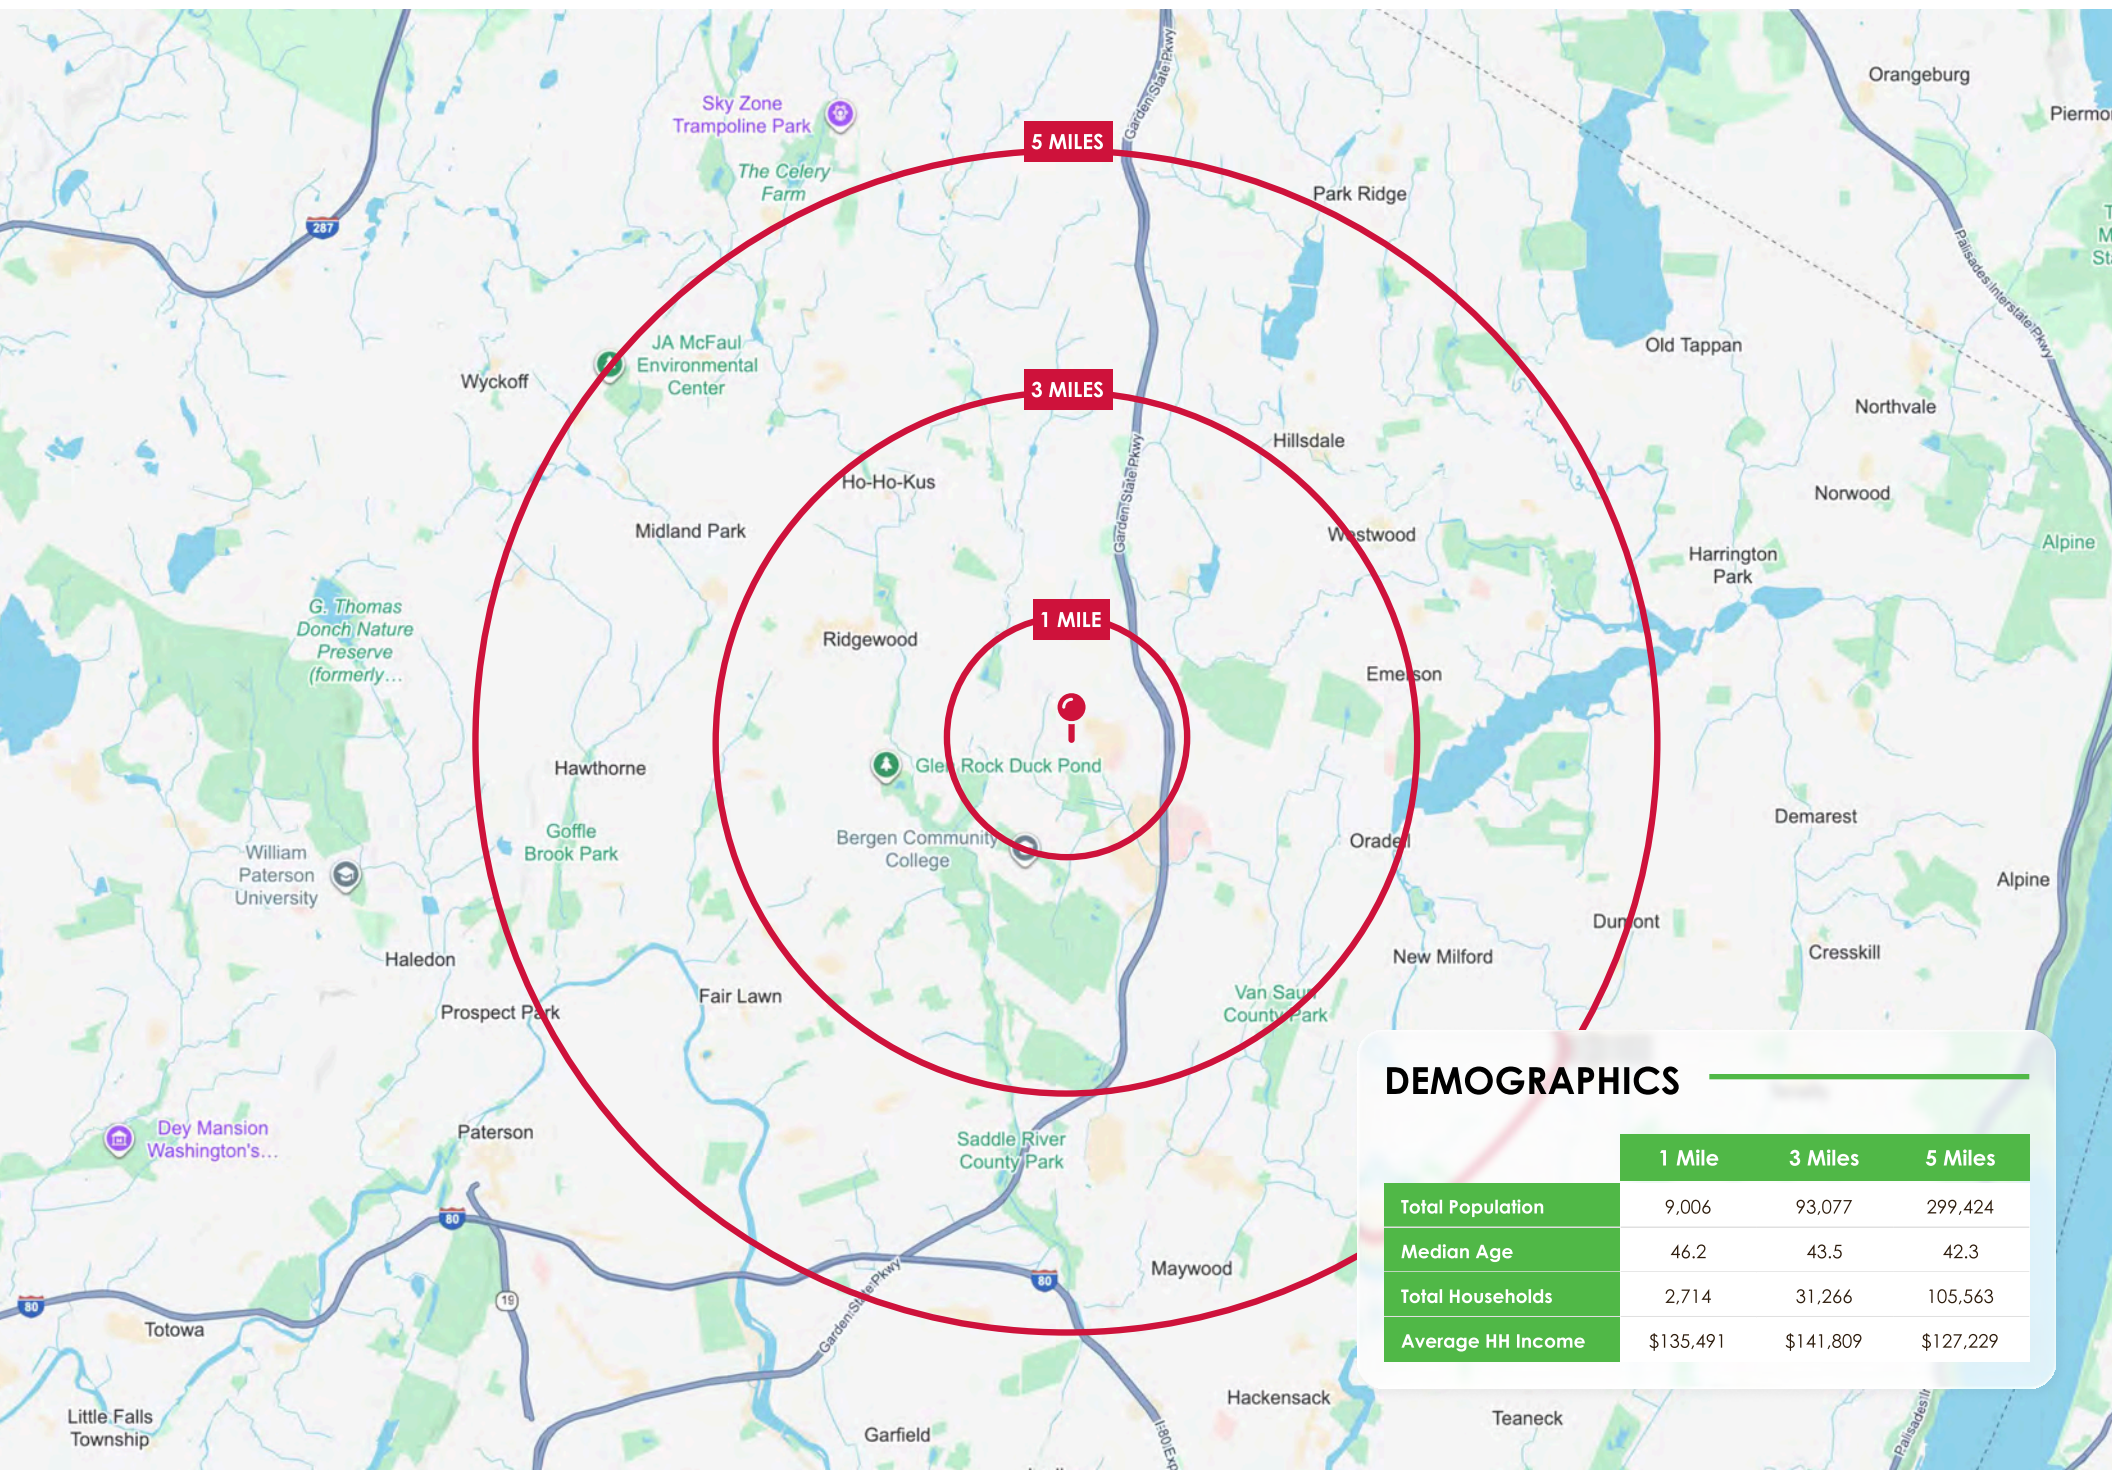 Garden State Pkwy
Orangeburg
Sky Zone
Trampoline Park
Piermo
5 MILES
The Celery
Farm
Park Ridge
287
Palisades Interstate Pkwy
JA McFaul
Environmental
Center
Old Tappan
Wyckoff
3 MILES
Northvale
Hillsdale
Ho-Ho-Kus
Garden State Pkwy
Norwood
Midland Park
Westwood
Alpine
Harrington
Park
G. Thomas
Donch Nature
Preserve
(formerly...
1 MILE
Ridgewood
Emerson
Glen Rock Duck Pond
Hawthorne
Demarest
Goffle
Brook Park
Bergen Community
College
Oradell
William
Paterson
University
Alpine
Dumont
Haledon
New Milford
Cresskill
Fair Lawn
Van Saun
County Park
Prospect Park
DEMOGRAPHICS
1 Mile 3 Miles 5 Miles
Total Population 9,006 93,077 299,424
Median Age 46.2 43.5 42.3
Total Households 2,714 31,266 105,563
Average HH Income $135,491 $141,809 $127,229
Dey Mansion
Washington's...
Paterson
Saddle River
County Park
80
Maywood
80
80
Garden State Pkwy
19
Totowa
Hackensack
Little Falls
Township
Garfield
Teaneck
I-80 Exp
Palisades I